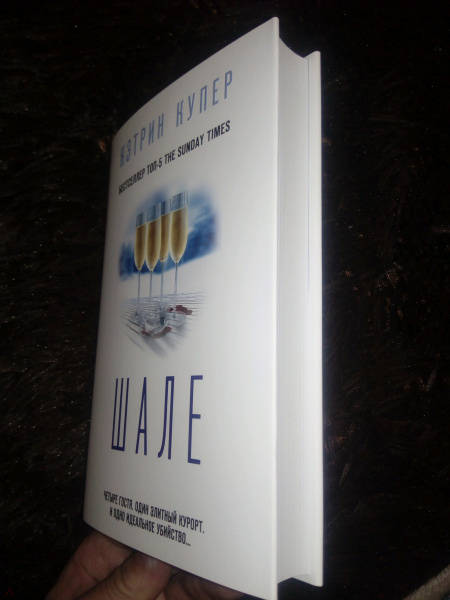 КЭТРИН КУПЕР
БЕСТСЕЛЛЕР ТОП-5 THE SUNDAY TIMES
ШАЛЕ
ЧЕТЫРЕ ГОСТЯ. ОДИН ЭЛИТНЫЙ КУРОРТ.
И ОДНО ИДЕАЛЬНОЕ УБИЙСТВО...